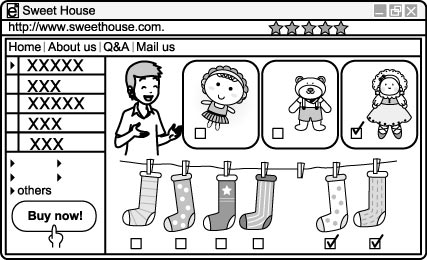 e Sweet House
http://www.sweethouse.com.
Home | About us | Q&A | Mail us
XXXXX
XXX
XXXXX
XXX
XXX
others
Buy now!